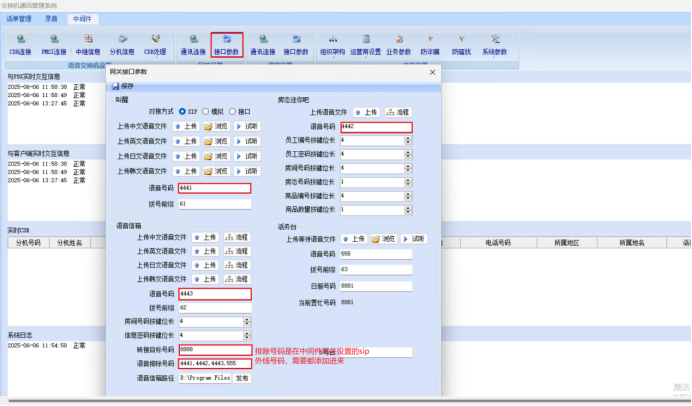 交换机通讯管理系统
话单管理 录音 中间件
CDR连接 PMSI连接 中继信息 分机信息 CDR处理 通讯连接 接口参数 通讯连接 接口参数 组织架构 运营商设置 业务参数 防诈骗 防骚扰 系统参数
语音交换机设置
与PBX实时交互信息
2025-06-06 11:58:38 正常
2025-06-06 11:58:49 正常
2025-06-06 13:27:45 正常
与客户端实时交互信息
2025-06-06 11:58:38 正常
2025-06-06 11:58:49 正常
2025-06-06 13:27:45 正常
实时CDR
分机号码 分机姓名 电话号码 所属地区 所属地名
系统日志
2025-06-06 11:54:50 正常
网关接口参数
保存
叫醒
对接方式 SIP 模拟 接口
上传中文语音文件 上传 浏览 试听
上传英文语音文件 上传 浏览 试听
上传日文语音文件 上传 浏览 试听
上传韩文语音文件 上传 浏览 试听
语音号码 4441
拨号前缀 61
语音信箱
上传中文语音文件 上传 流程
上传英文语音文件 上传 流程
上传日文语音文件 上传 流程
上传韩文语音文件 上传 流程
语音号码 4443
拨号前缀 62
房间号码按键位长 4
信息密码按键位长 4
转接目标号码 8888
语音排除号码 4441,4442,4443,555
语音信箱路径 D:\Program Files 发布
房态迷你吧
上传语音文件 上传 流程
语音号码 4442
员工编号按键位长 4
员工密码按键位长 4
房间号码按键位长 4
房态号码按键位长 1
商品编号按键位长 4
商品数量按键位长 1
话务台
上传等待语音文件 上传 浏览 试听
语音号码 555
拨号前缀 63
日服号码 8001
当前置忙号码 8001
排除号码是在中间件网关设置的sip
外线号码，需要都添加进来
激活